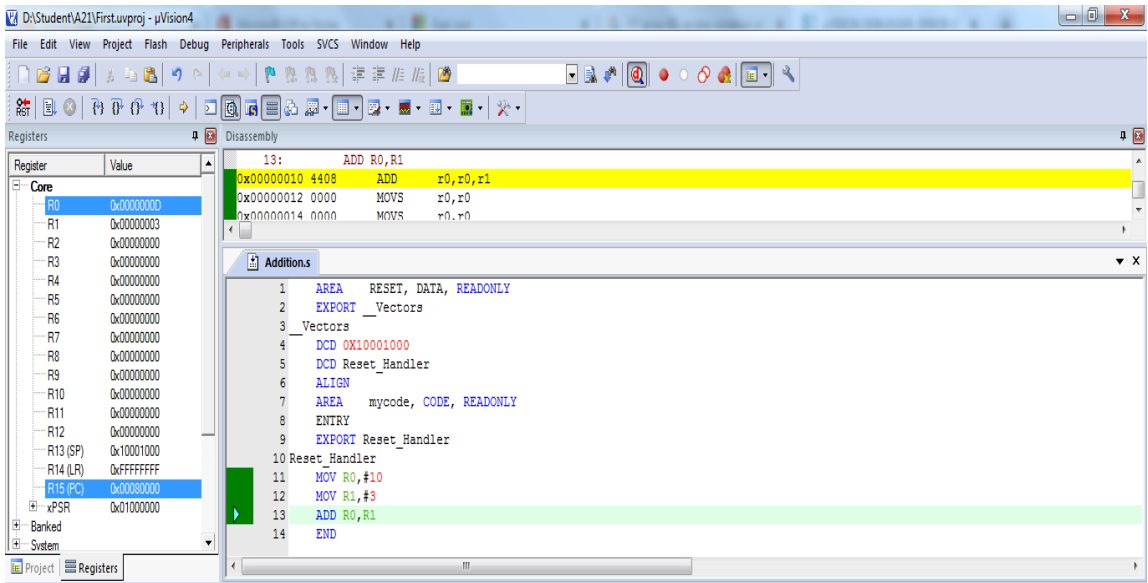 D:\Student\A21\First.uvproj - µVision4
File Edit View Project Flash Debug Peripherals Tools SVCS Window Help
RST
Registers
Register Value
Core
R0 0x0000000D
R1 0x00000003
R2 0x00000000
R3 0x00000000
R4 0x00000000
R5 0x00000000
R6 0x00000000
R7 0x00000000
R8 0x00000000
R9 0x00000000
R10 0x00000000
R11 0x00000000
R12 0x00000000
R13 (SP) 0x10001000
R14 (LR) 0xFFFFFFFF
R15 (PC) 0x00080000
xPSR 0x01000000
Banked
System
Project Registers
Disassembly
13: ADD R0,R1
0x00000010 4408 ADD r0,r0,r1
0x00000012 0000 MOVS r0,r0
0x00000014 0000 MOVS r0,r0
Addition.s
1 AREA RESET, DATA, READONLY
2 EXPORT __Vectors
3 __Vectors
4 DCD 0X10001000
5 DCD Reset_Handler
6 ALIGN
7 AREA mycode, CODE, READONLY
8 ENTRY
9 EXPORT Reset_Handler
10 Reset_Handler
11 MOV R0,#10
12 MOV R1,#3
13 ADD R0,R1
14 END